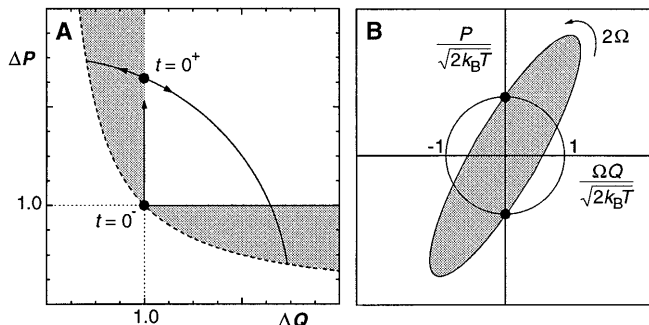 A
ΔP
t = 0⁺
1.0
t = 0⁻
1.0
ΔQ
B
P
√2k_BT
2Ω
-1
1
ΩQ
√2k_BT